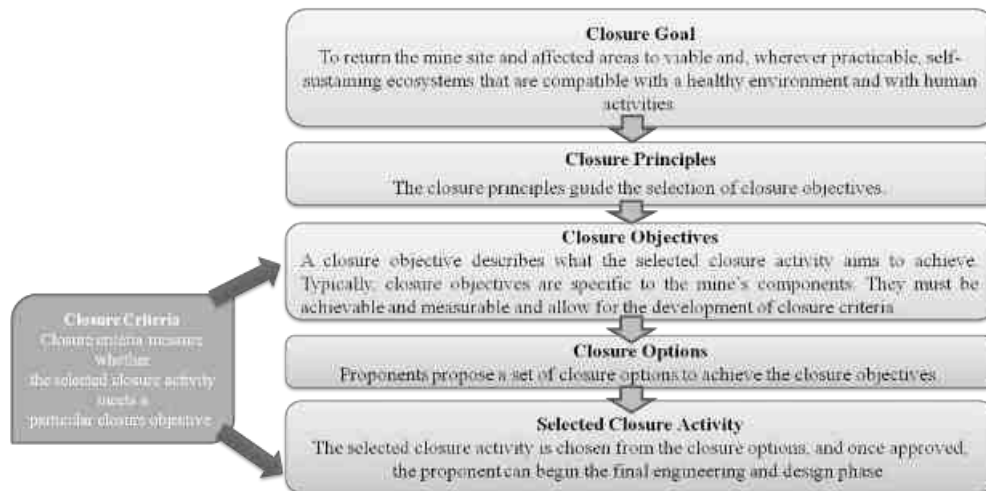 Closure Goal
To return the mine site and affected areas to viable and, wherever practicable, self-
sustaining ecosystems that are compatible with a healthy environment and with human
activities
Closure Principles
The closure principles guide the selection of closure objectives.
Closure Objectives
A closure objective describes what the selected closure activity aims to achieve.
Typically, closure objectives are specific to the mine's components. They must be
achievable and measurable and allow for the development of closure criteria
Closure Criteria
Closure criteria measure
whether
the selected closure activity
meets a
particular closure objective
Closure Options
Proponents propose a set of closure options to achieve the closure objectives
Selected Closure Activity
The selected closure activity is chosen from the closure options, and once approved,
the proponent can begin the final engineering and design phase